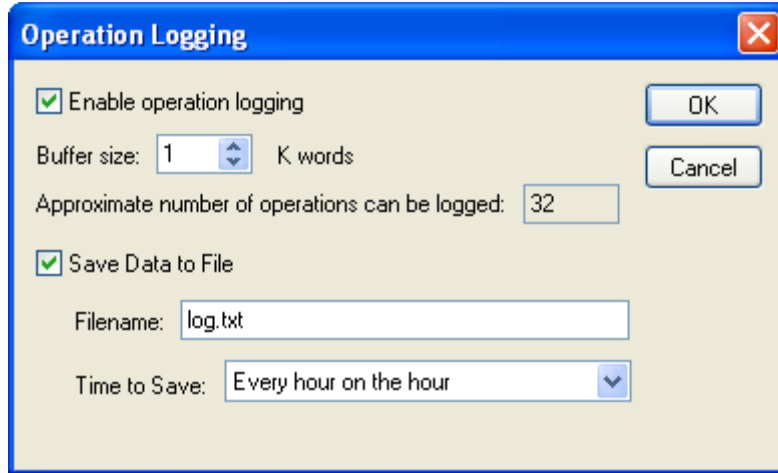 Operation Logging
Enable operation logging
OK
Buffer size: 1 K words
Cancel
Approximate number of operations can be logged: 32
Save Data to File
Filename: log.txt
Time to Save: Every hour on the hour